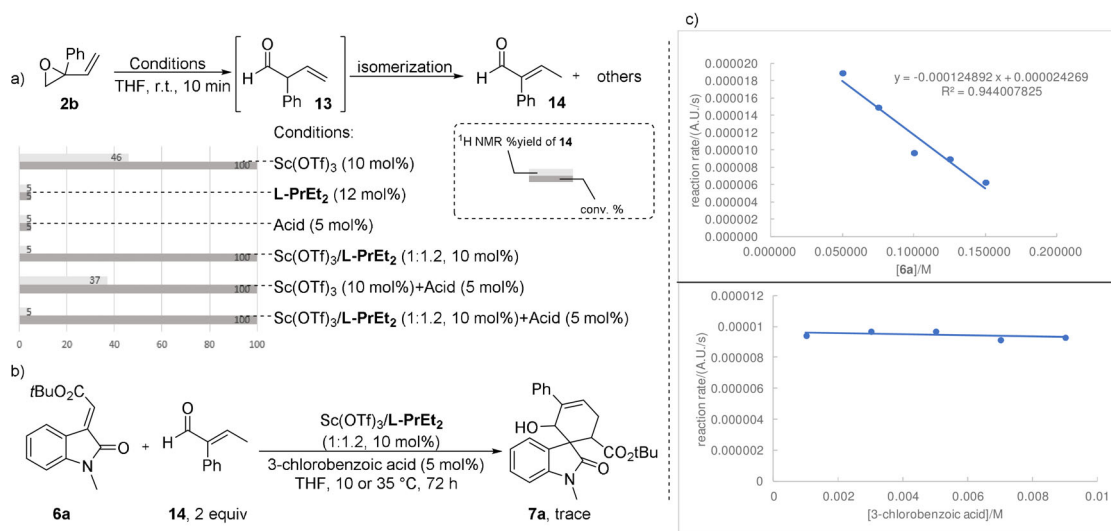 a)
O
Ph
2b
Conditions
THF, r.t., 10 min
O
H
Ph
13
isomerization
O
H
Ph
14
+ others
Conditions:
46
100
Sc(OTf)3 (10 mol%)
5
5
L-PrEt2 (12 mol%)
5
5
Acid (5 mol%)
5
100
Sc(OTf)3/L-PrEt2 (1:1.2, 10 mol%)
37
100
Sc(OTf)3 (10 mol%)+Acid (5 mol%)
5
100
Sc(OTf)3/L-PrEt2 (1:1.2, 10 mol%)+Acid (5 mol%)
0 20 40 60 80 100
1H NMR %yield of 14
conv. %
b)
tBuO2C
O
N
6a
+
O
H
Ph
14, 2 equiv
Sc(OTf)3/L-PrEt2
(1:1.2, 10 mol%)
3-chlorobenzoic acid (5 mol%)
THF, 10 or 35 °C, 72 h
Ph
HO
CO2tBu
O
N
7a, trace
c)
reaction rate/(A.U./s)
0.000020
0.000018
0.000016
0.000014
0.000012
0.000010
0.000008
0.000006
0.000004
0.000002
0.000000
y = -0.000124892 x + 0.000024269
R² = 0.944007825
0.000000 0.050000 0.100000 0.150000 0.200000
[6a]/M
reaction rate/(A.U./s)
0.000012
0.00001
0.000008
0.000006
0.000004
0.000002
0
0 0.002 0.004 0.006 0.008 0.01
[3-chlorobenzoic acid]/M